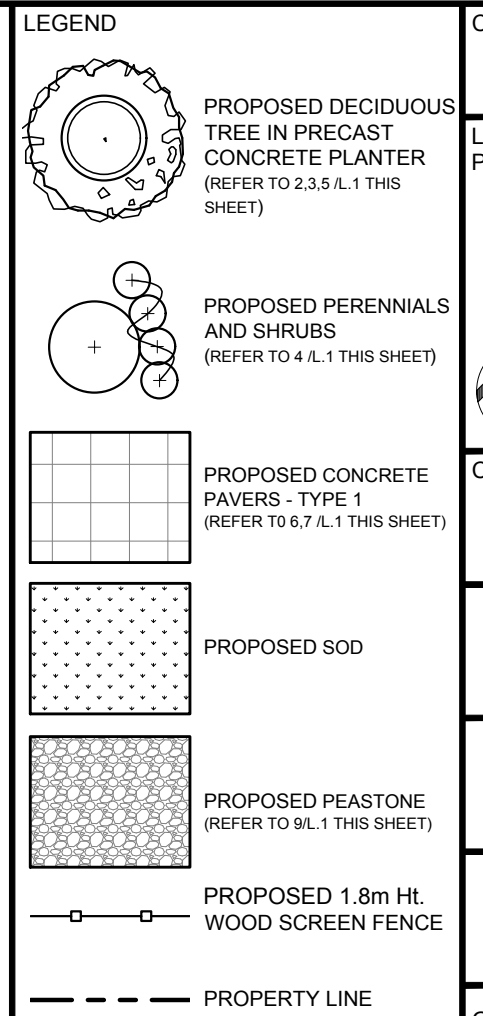 LEGEND
PROPOSED DECIDUOUS
TREE IN PRECAST
CONCRETE PLANTER
(REFER TO 2,3,5 /L.1 THIS
SHEET)
PROPOSED PERENNIALS
AND SHRUBS
(REFER TO 4 /L.1 THIS SHEET)
PROPOSED CONCRETE
PAVERS - TYPE 1
(REFER T0 6,7 /L.1 THIS SHEET)
PROPOSED SOD
PROPOSED PEASTONE
(REFER TO 9/L.1 THIS SHEET)
PROPOSED 1.8m Ht.
WOOD SCREEN FENCE
PROPERTY LINE